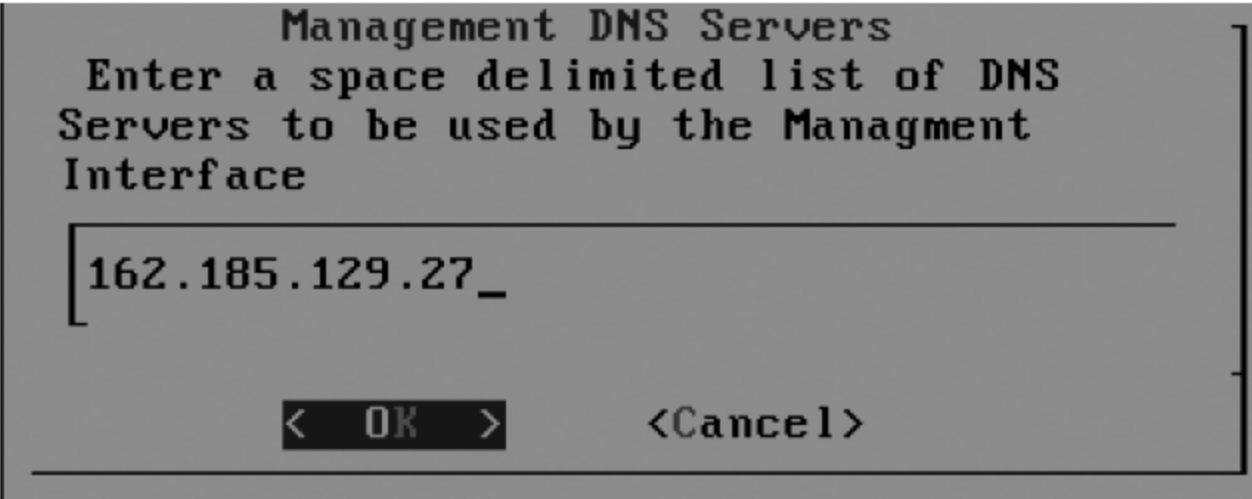 Management DNS Servers
Enter a space delimited list of DNS
Servers to be used by the Managment
Interface
162.185.129.27_
< OK > <Cancel>